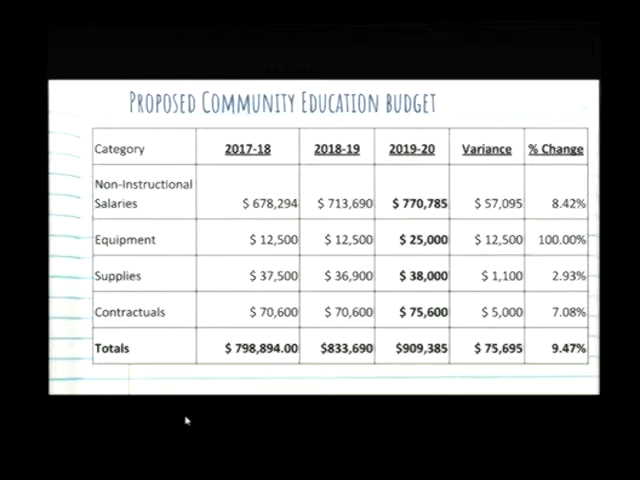 PROPOSED COMMUNITY EDUCATION BUDGET
Category 2017-18 2018-19 2019-20 Variance % Change
Non-Instructional
Salaries $ 678,294 $ 713,690 $ 770,785 $ 57,095 8.42%
Equipment $ 12,500 $ 12,500 $ 25,000 $ 12,500 100.00%
Supplies $ 37,500 $ 36,900 $ 38,000 $ 1,100 2.93%
Contractuals $ 70,600 $ 70,600 $ 75,600 $ 5,000 7.08%
Totals $ 798,894.00 $833,690 $909,385 $ 75,695 9.47%